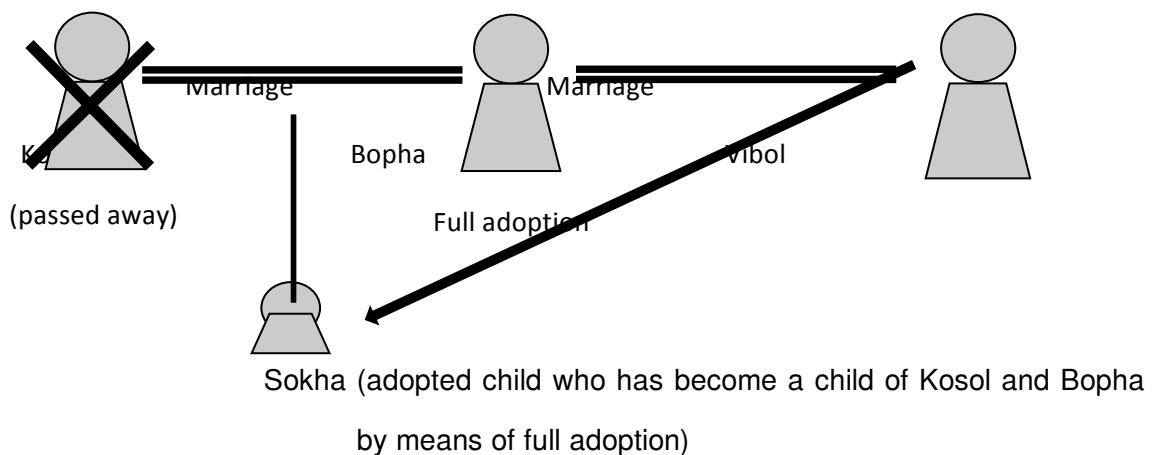 Marriage Marriage
Bopha Vibol
(passed away)
Full adoption
Sokha (adopted child who has become a child of Kosol and Bopha
by means of full adoption)